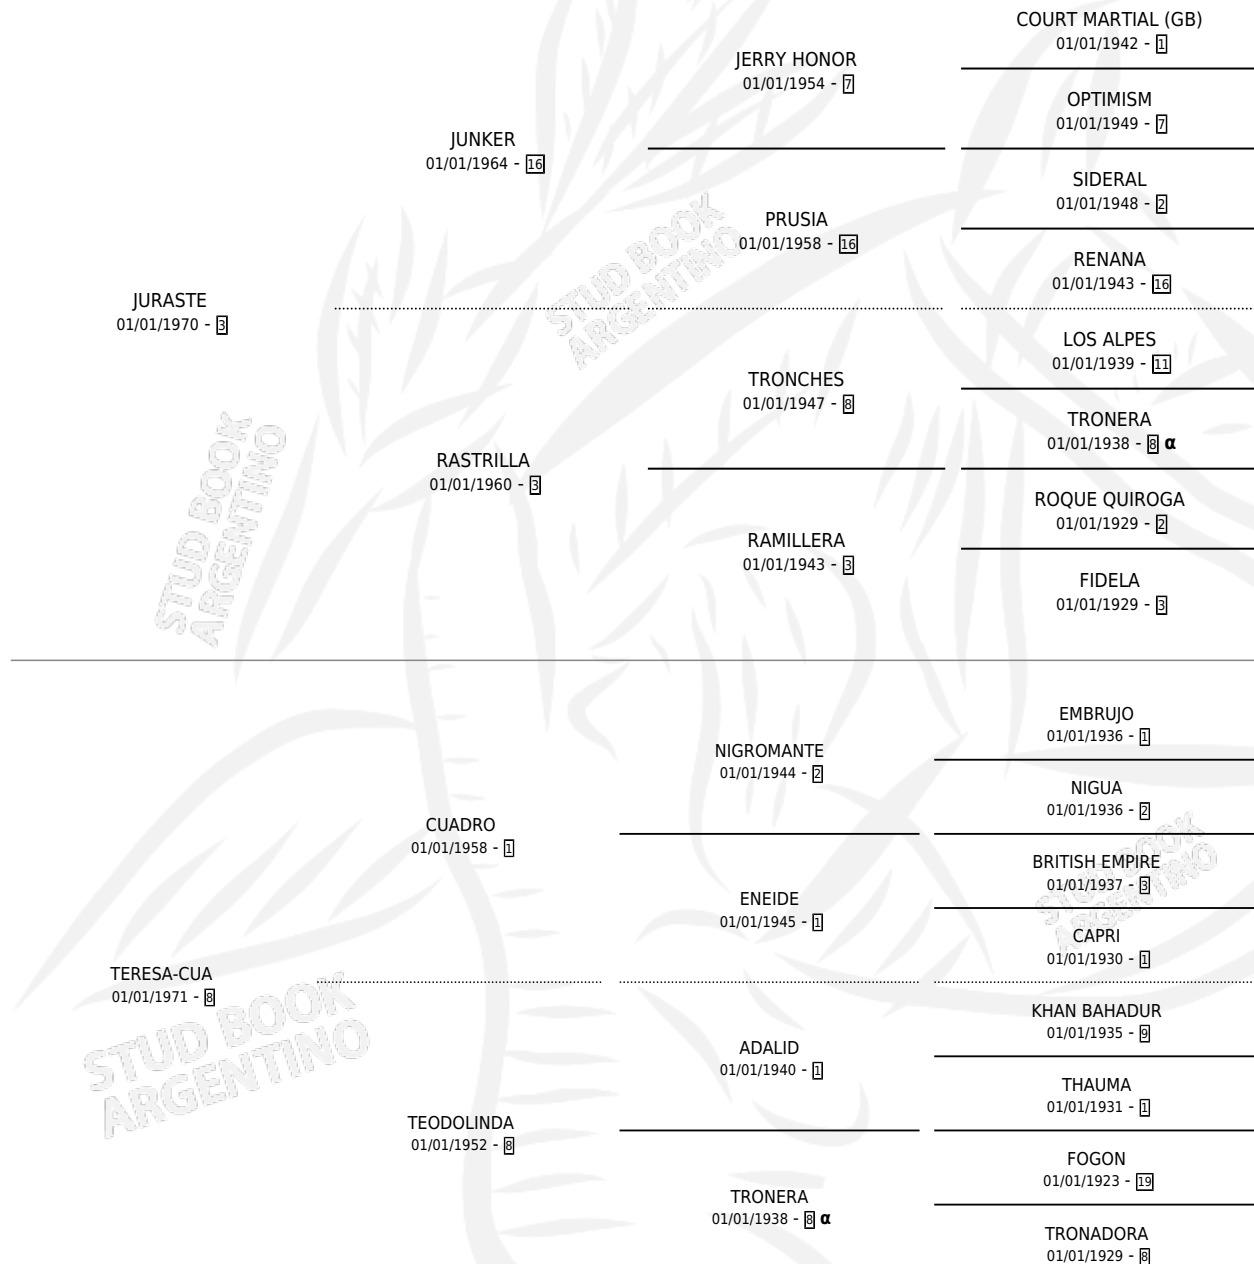 COURT MARTIAL (GB)
01/01/1942 - 1
JERRY HONOR
01/01/1954 - 7
OPTIMISM
01/01/1949 - 7
JUNKER
01/01/1964 - 16
SIDERAL
01/01/1948 - 2
PRUSIA
01/01/1958 - 16
RENANA
01/01/1943 - 16
JURASTE
01/01/1970 - 3
LOS ALPES
01/01/1939 - 11
TRONCHES
01/01/1947 - 8
TRONERA
01/01/1938 - 8 α
RASTRILLA
01/01/1960 - 3
ROQUE QUIROGA
01/01/1929 - 2
RAMILLERA
01/01/1943 - 3
FIDELA
01/01/1929 - 3
EMBRUJO
01/01/1936 - 1
NIGROMANTE
01/01/1944 - 2
NIGUA
01/01/1936 - 2
CUADRO
01/01/1958 - 1
BRITISH EMPIRE
01/01/1937 - 3
ENEIDE
01/01/1945 - 1
CAPRI
01/01/1930 - 1
TERESA-CUA
01/01/1971 - 8
KHAN BAHADUR
01/01/1935 - 9
ADALID
01/01/1940 - 1
THAUMA
01/01/1931 - 1
TEODOLINDA
01/01/1952 - 8
FOGON
01/01/1923 - 19
TRONERA
01/01/1938 - 8 α
TRONADORA
01/01/1929 - 8
STUD BOOK
ARGENTINO
STUD BOOK
ARGENTINO
STUD BOOK
ARGENTINO
STUD BOOK
ARGENTINO